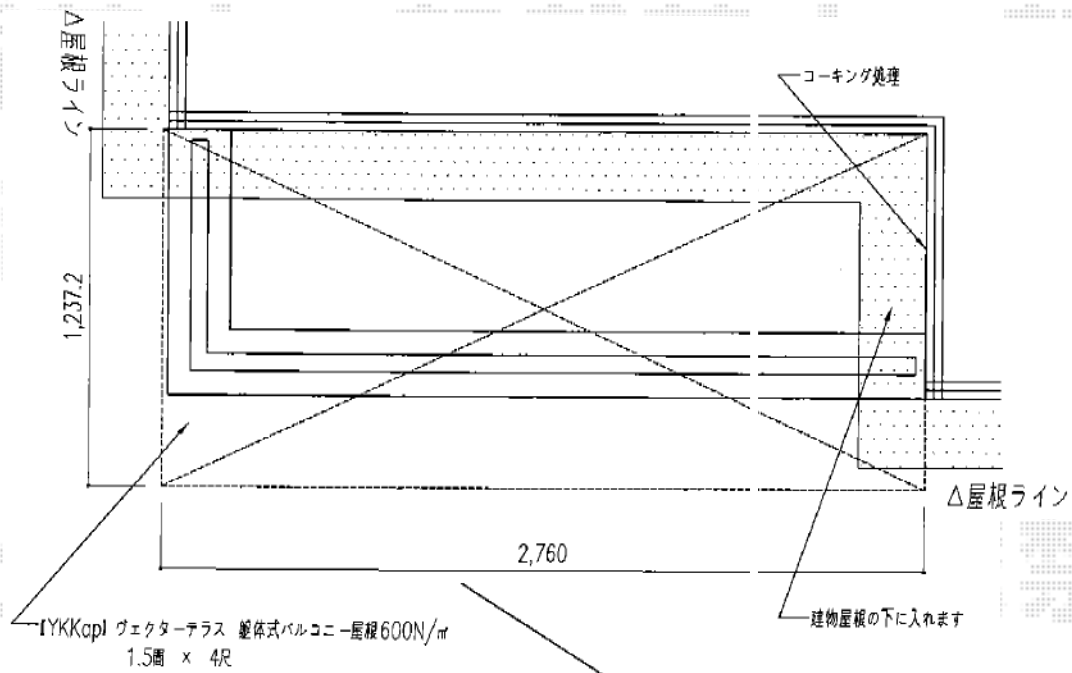 △屋根ライン
コーキング処理
1,237.2
△屋根ライン
2,760
【YKKap】 ヴェクターテラス 躯体式バルコニー屋根600N/㎡
1.5間 × 4尺
建物屋根の下に入れます